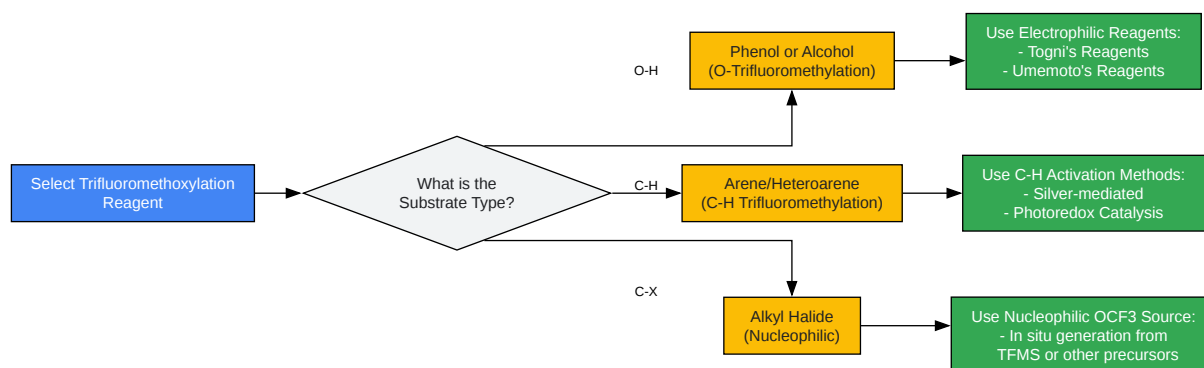 Select Trifluoromethoxylation
Reagent
What is the
Substrate Type?
O-H
Phenol or Alcohol
(O-Trifluoromethylation)
Use Electrophilic Reagents:
- Togni's Reagents
- Umemoto's Reagents
C-H
Arene/Heteroarene
(C-H Trifluoromethylation)
Use C-H Activation Methods:
- Silver-mediated
- Photoredox Catalysis
C-X
Alkyl Halide
(Nucleophilic)
Use Nucleophilic OCF3 Source:
- In situ generation from
TFMS or other precursors